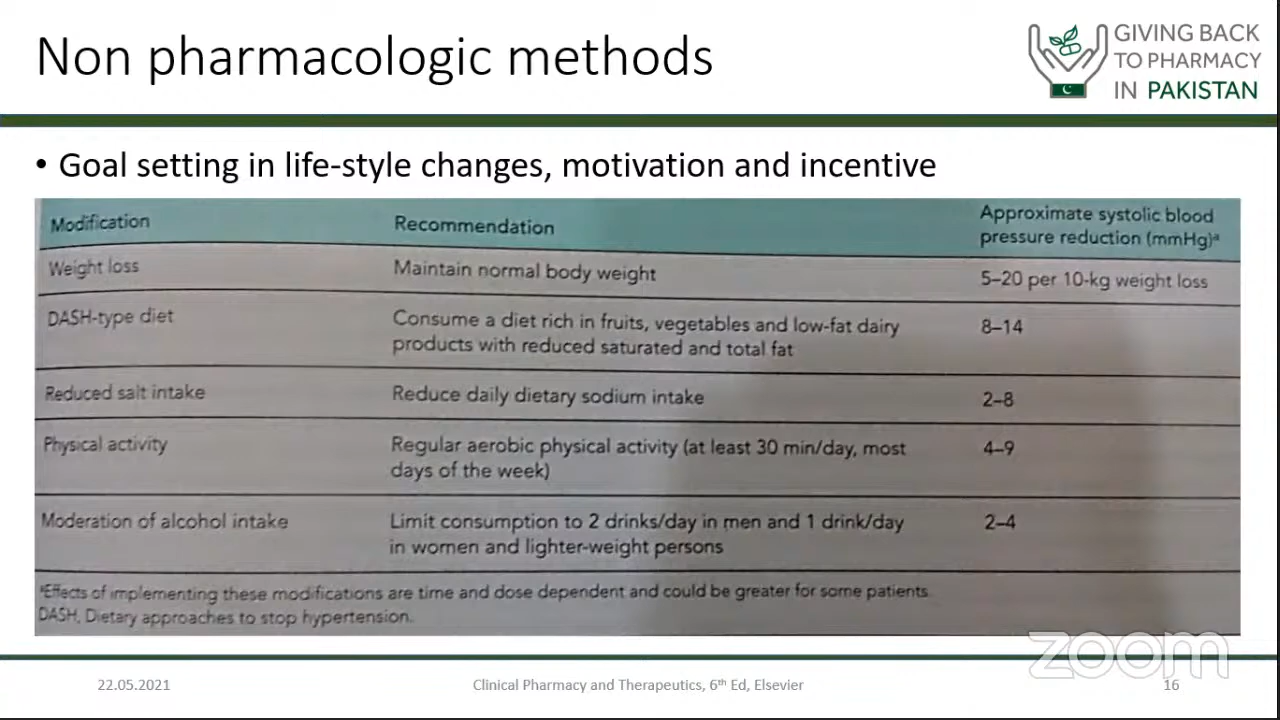 Non pharmacologic methods
GIVING BACK
TO PHARMACY
IN PAKISTAN
• Goal setting in life-style changes, motivation and incentive
Modification Recommendation Approximate systolic blood
pressure reduction (mmHg)ᵃ
Weight loss Maintain normal body weight 5–20 per 10-kg weight loss
DASH-type diet Consume a diet rich in fruits, vegetables and low-fat dairy 8–14
products with reduced saturated and total fat
Reduced salt intake Reduce daily dietary sodium intake 2–8
Physical activity Regular aerobic physical activity (at least 30 min/day, most 4–9
days of the week)
Moderation of alcohol intake Limit consumption to 2 drinks/day in men and 1 drink/day 2–4
in women and lighter-weight persons
ᵃEffects of implementing these modifications are time and dose dependent and could be greater for some patients.
DASH, Dietary approaches to stop hypertension.
zoom
22.05.2021 Clinical Pharmacy and Therapeutics, 6th Ed, Elsevier 16